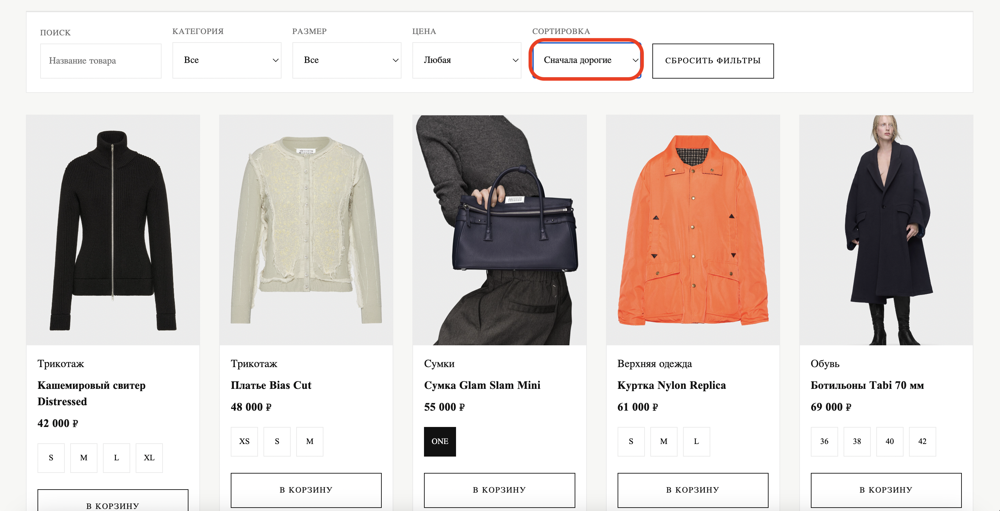 ПОИСК
КАТЕГОРИЯ
РАЗМЕР
ЦЕНА
СОРТИРОВКА
Название товара
Все
Все
Любая
Сначала дорогие
СБРОСИТЬ ФИЛЬТРЫ
Трикотаж
Кашемировый свитер
Distressed
42 000 ₽
S M L XL
В КОРЗИНУ
Трикотаж
Платье Bias Cut
48 000 ₽
XS S M
В КОРЗИНУ
Сумки
Сумка Glam Slam Mini
55 000 ₽
ONE
В КОРЗИНУ
Верхняя одежда
Куртка Nylon Replica
61 000 ₽
S M L
В КОРЗИНУ
Обувь
Ботильоны Tabi 70 мм
69 000 ₽
36 38 40 42
В КОРЗИНУ